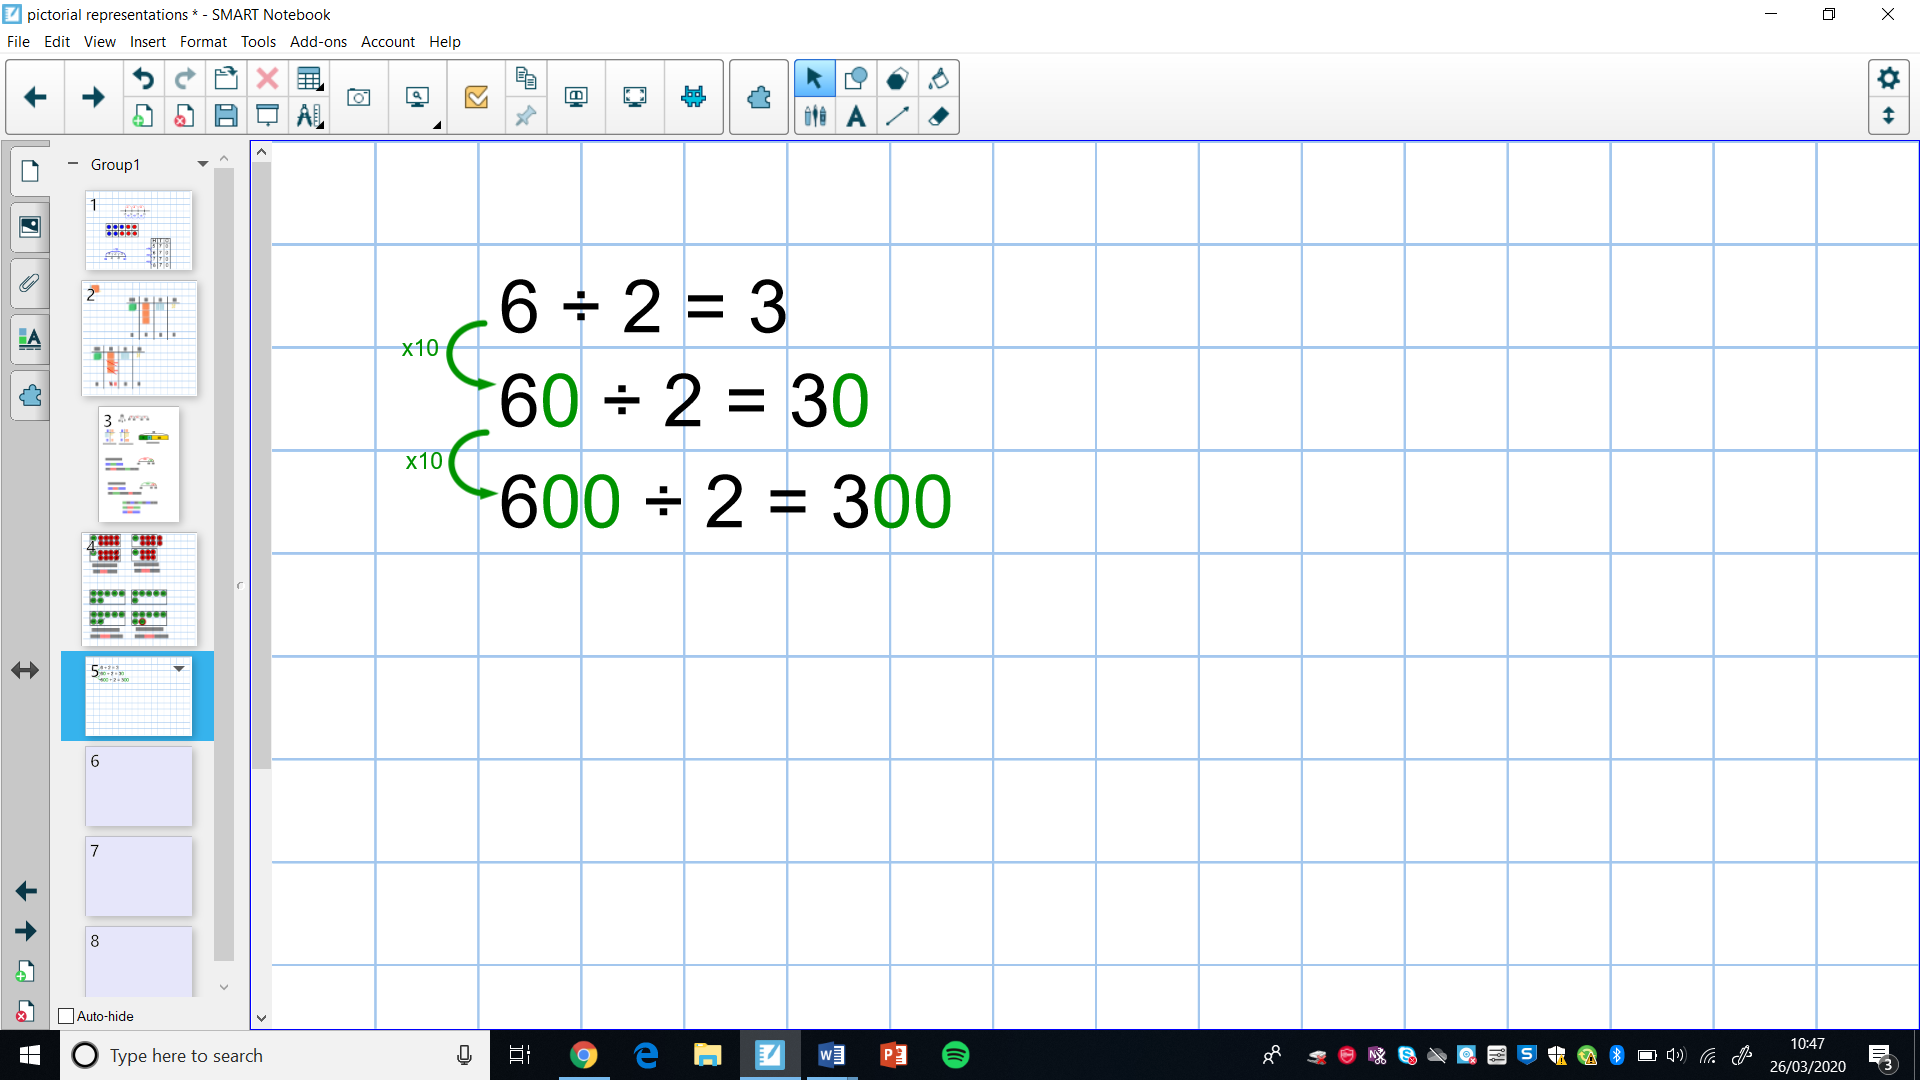 pictorial representations * - SMART Notebook
File Edit View Insert Format Tools Add-ons Account Help
Group1
1
2
3
4
5
6
7
8
Auto-hide
6 ÷ 2 = 3
x10
60 ÷ 2 = 30
x10
600 ÷ 2 = 300
Type here to search
10:47
26/03/2020
3